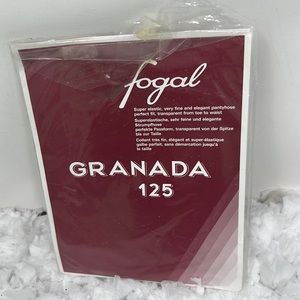 fogal
Super elastic, very fine and elegant pantyhose
perfect fit, transparent from toe to waist
Superelastische, sehr feine und elegante
Strumpfhose
perfekte Passform, transparent von der Spitze
bis zur Taille
Collant très fin, élégant et super-élastique
galbe parfait, sans démarcation jusqu'à
la taille
GRANADA
125